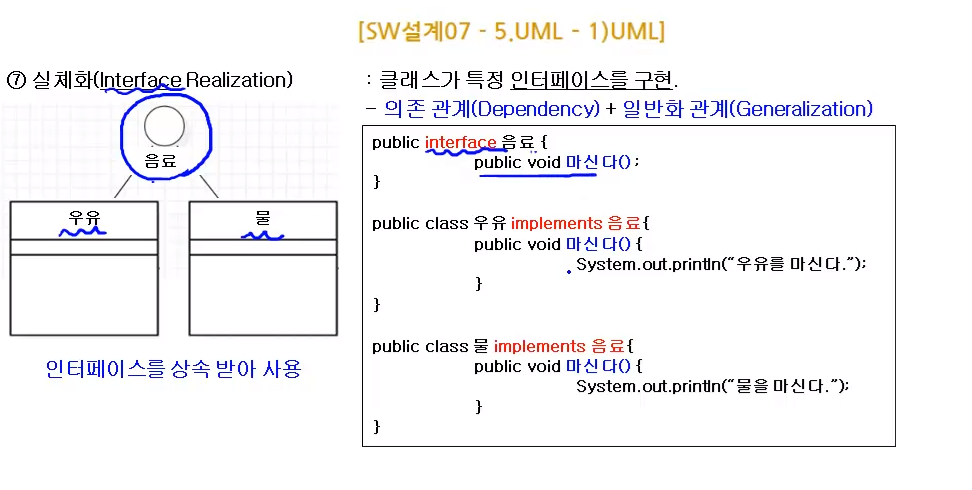 [SW설계07 - 5.UML - 1)UML]
⑦ 실체화(Interface Realization)
음료
우유
물
인터페이스를 상속 받아 사용
: 클래스가 특정 인터페이스를 구현.
- 의존 관계(Dependency) + 일반화 관계(Generalization)
public interface 음료 {
public void 마신다();
}
public class 우유 implements 음료{
public void 마신다() {
System.out.println("우유를 마신다.");
}
}
public class 물 implements 음료{
public void 마신다() {
System.out.println("물을 마신다.");
}
}